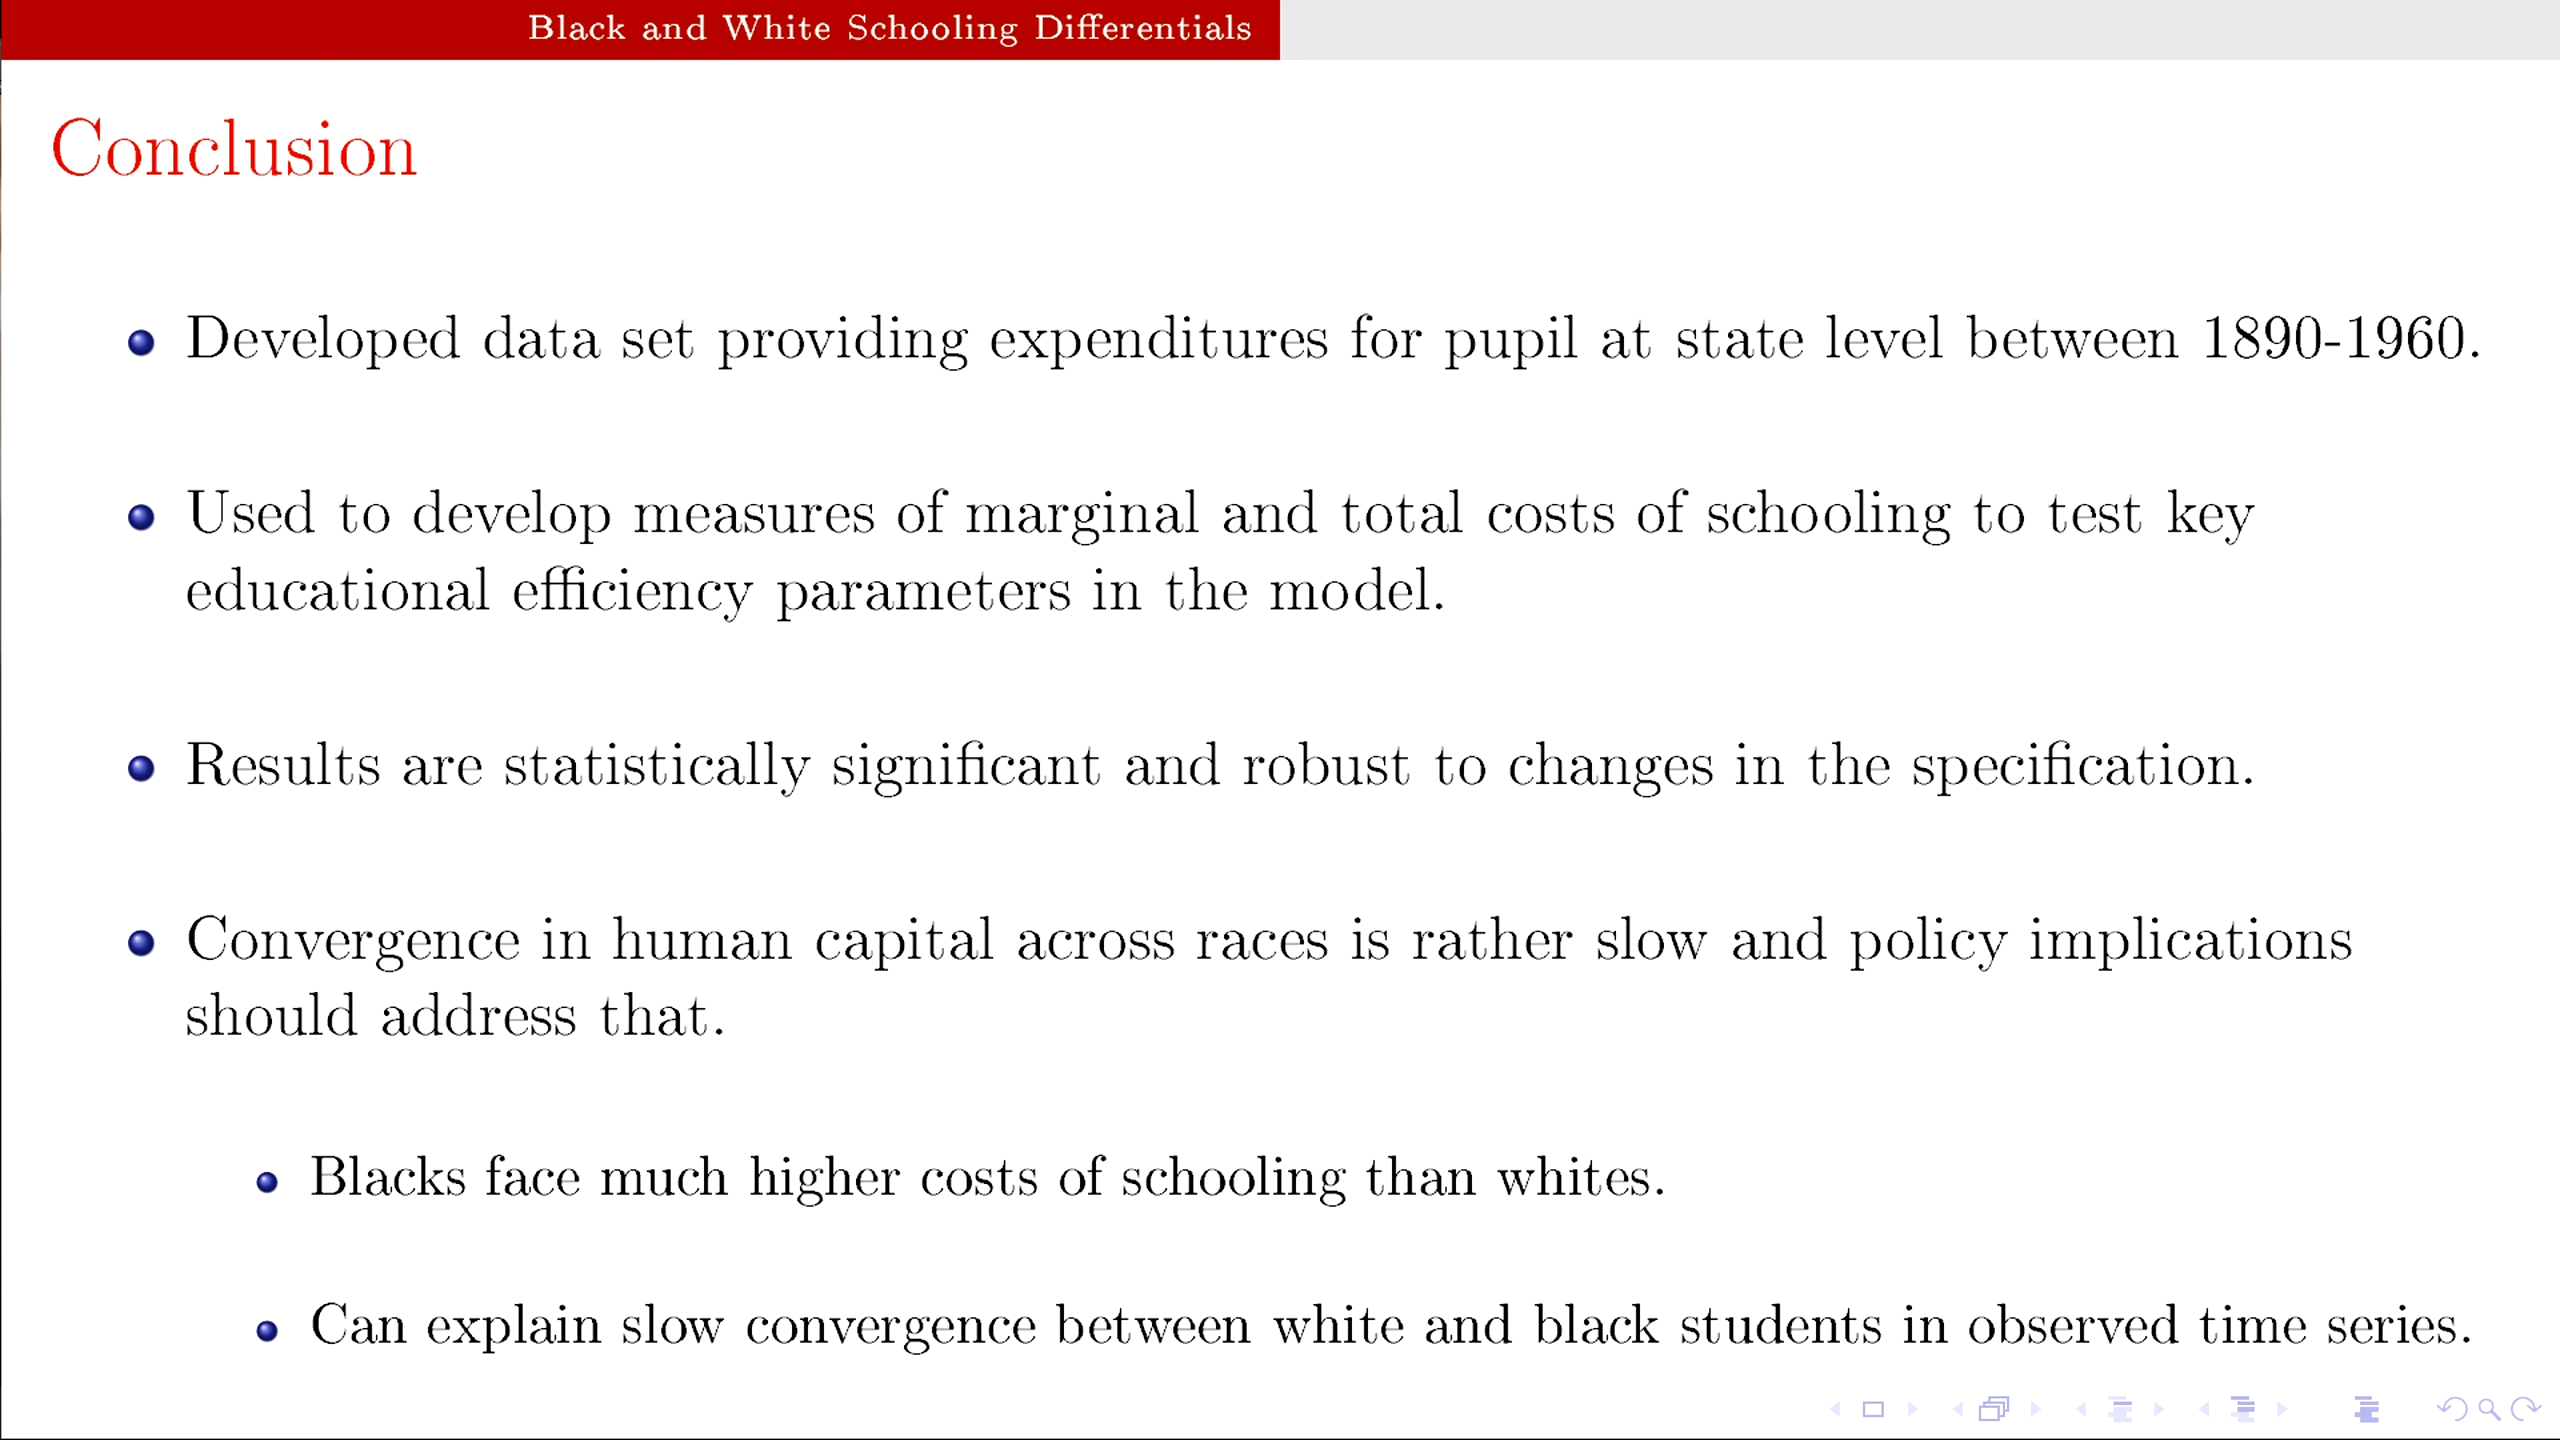 Black and White Schooling Differentials
Conclusion
Developed data set providing expenditures for pupil at state level between 1890-1960.
Used to develop measures of marginal and total costs of schooling to test key
educational efficiency parameters in the model.
Results are statistically significant and robust to changes in the specification.
Convergence in human capital across races is rather slow and policy implications
should address that.
Blacks face much higher costs of schooling than whites.
Can explain slow convergence between white and black students in observed time series.